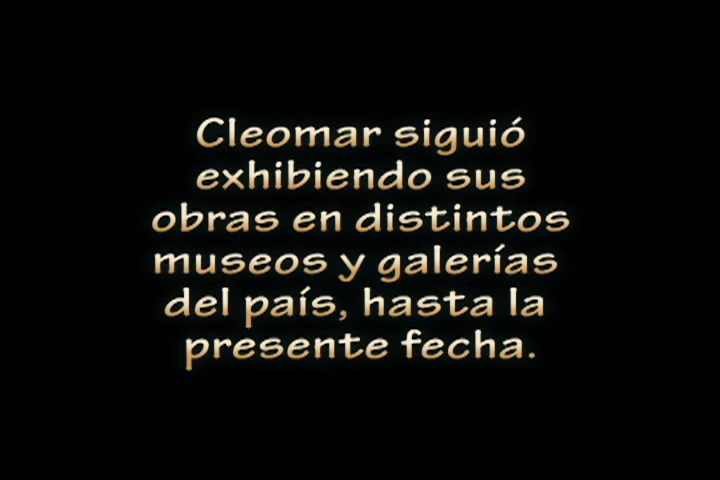 Cleomar siguió
exhibiendo sus
obras en distintos
museos y galerías
del país, hasta la
presente fecha.